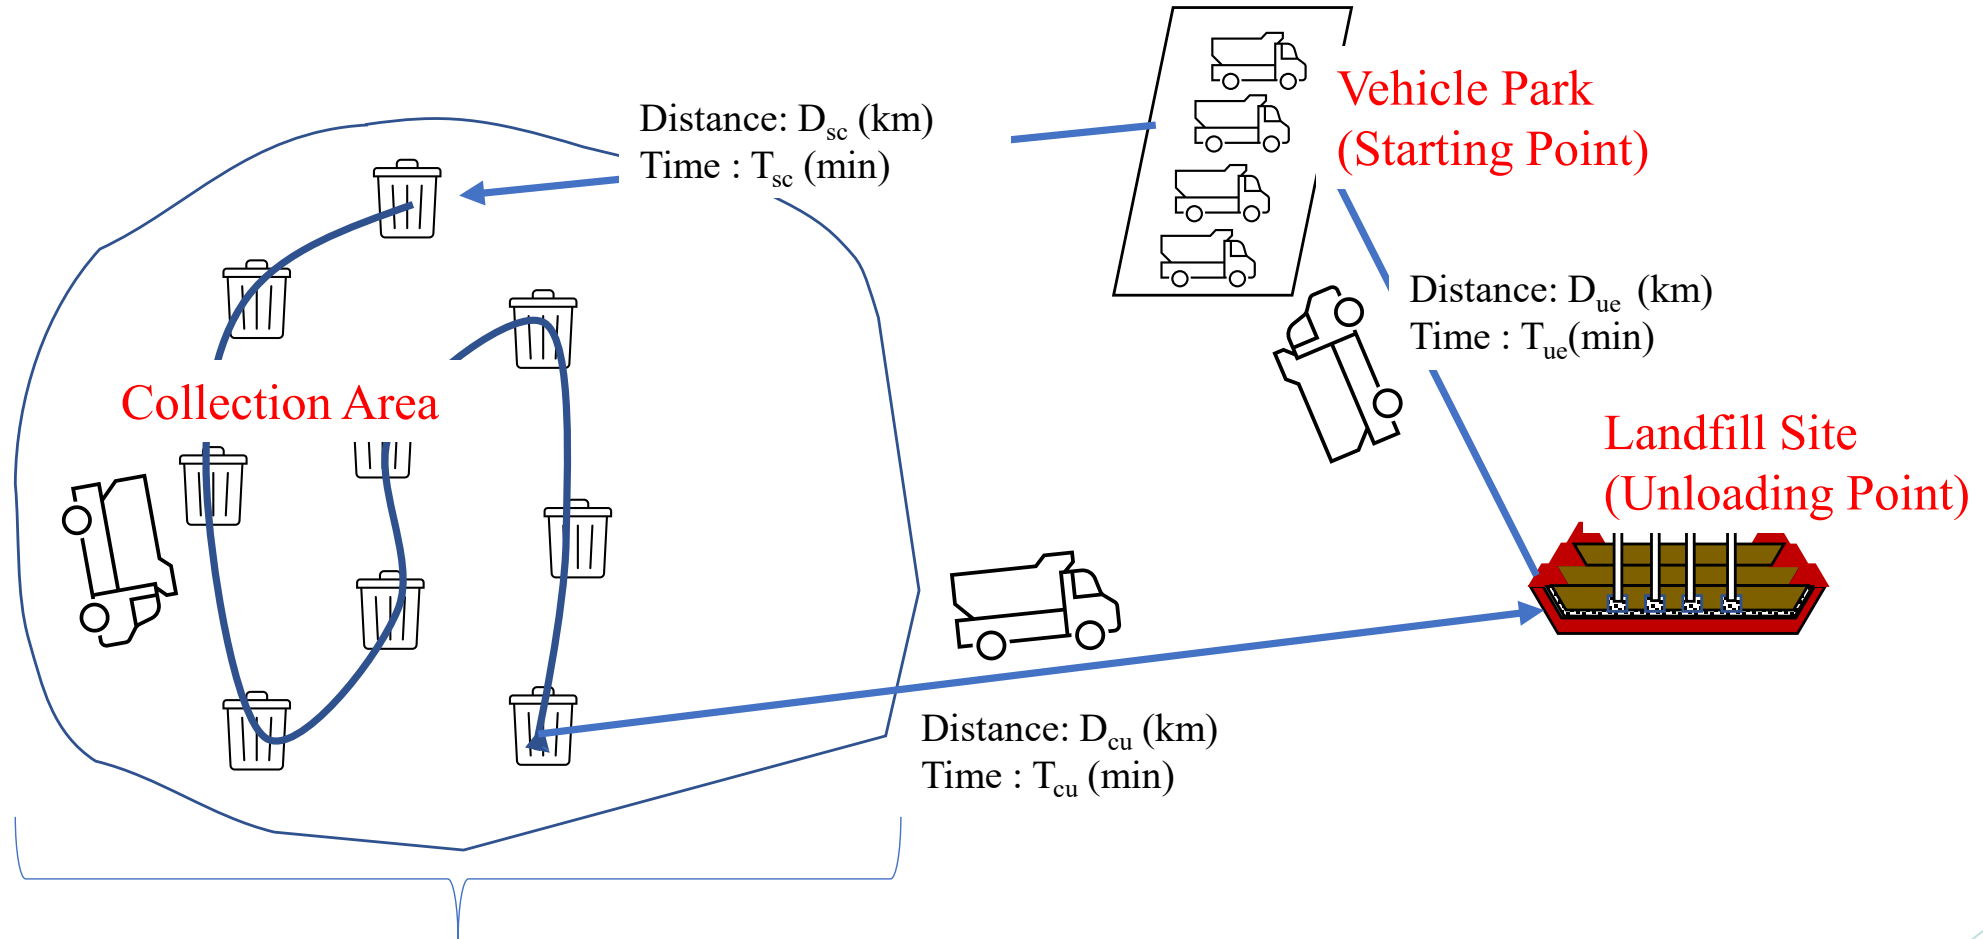 Distance: Dsc (km)
Time : Tsc (min)
Vehicle Park
(Starting Point)
Distance: Due (km)
Time : Tue(min)
Collection Area
Landfill Site
(Unloading Point)
Distance: Dcu (km)
Time : Tcu (min)